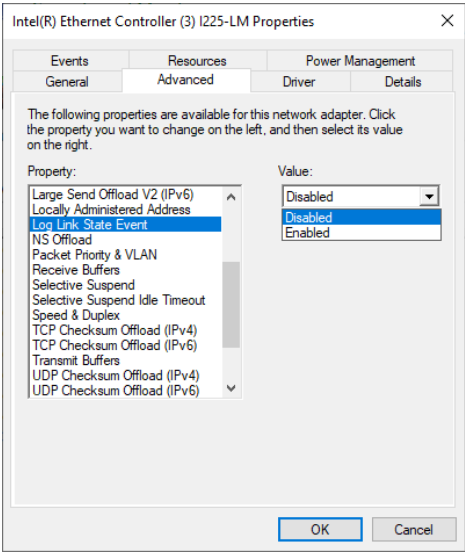 Intel(R) Ethernet Controller (3) I225-LM Properties
Events Resources Power Management
General Advanced Driver Details
The following properties are available for this network adapter. Click
the property you want to change on the left, and then select its value
on the right.
Property:
Large Send Offload V2 (IPv6)
Locally Administered Address
Log Link State Event
NS Offload
Packet Priority & VLAN
Receive Buffers
Selective Suspend
Selective Suspend Idle Timeout
Speed & Duplex
TCP Checksum Offload (IPv4)
TCP Checksum Offload (IPv6)
Transmit Buffers
UDP Checksum Offload (IPv4)
UDP Checksum Offload (IPv6)
Value:
Disabled
Disabled
Enabled
OK Cancel